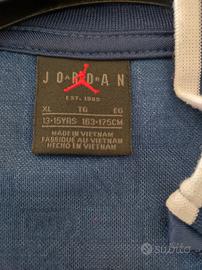 JORDAN
EST. 1985
XL TG EG
13-15YRS 163-175CM
MADE IN VIETNAM
FABRIQUÉ AU VIETNAM
HECHO EN VIETNAM
subito